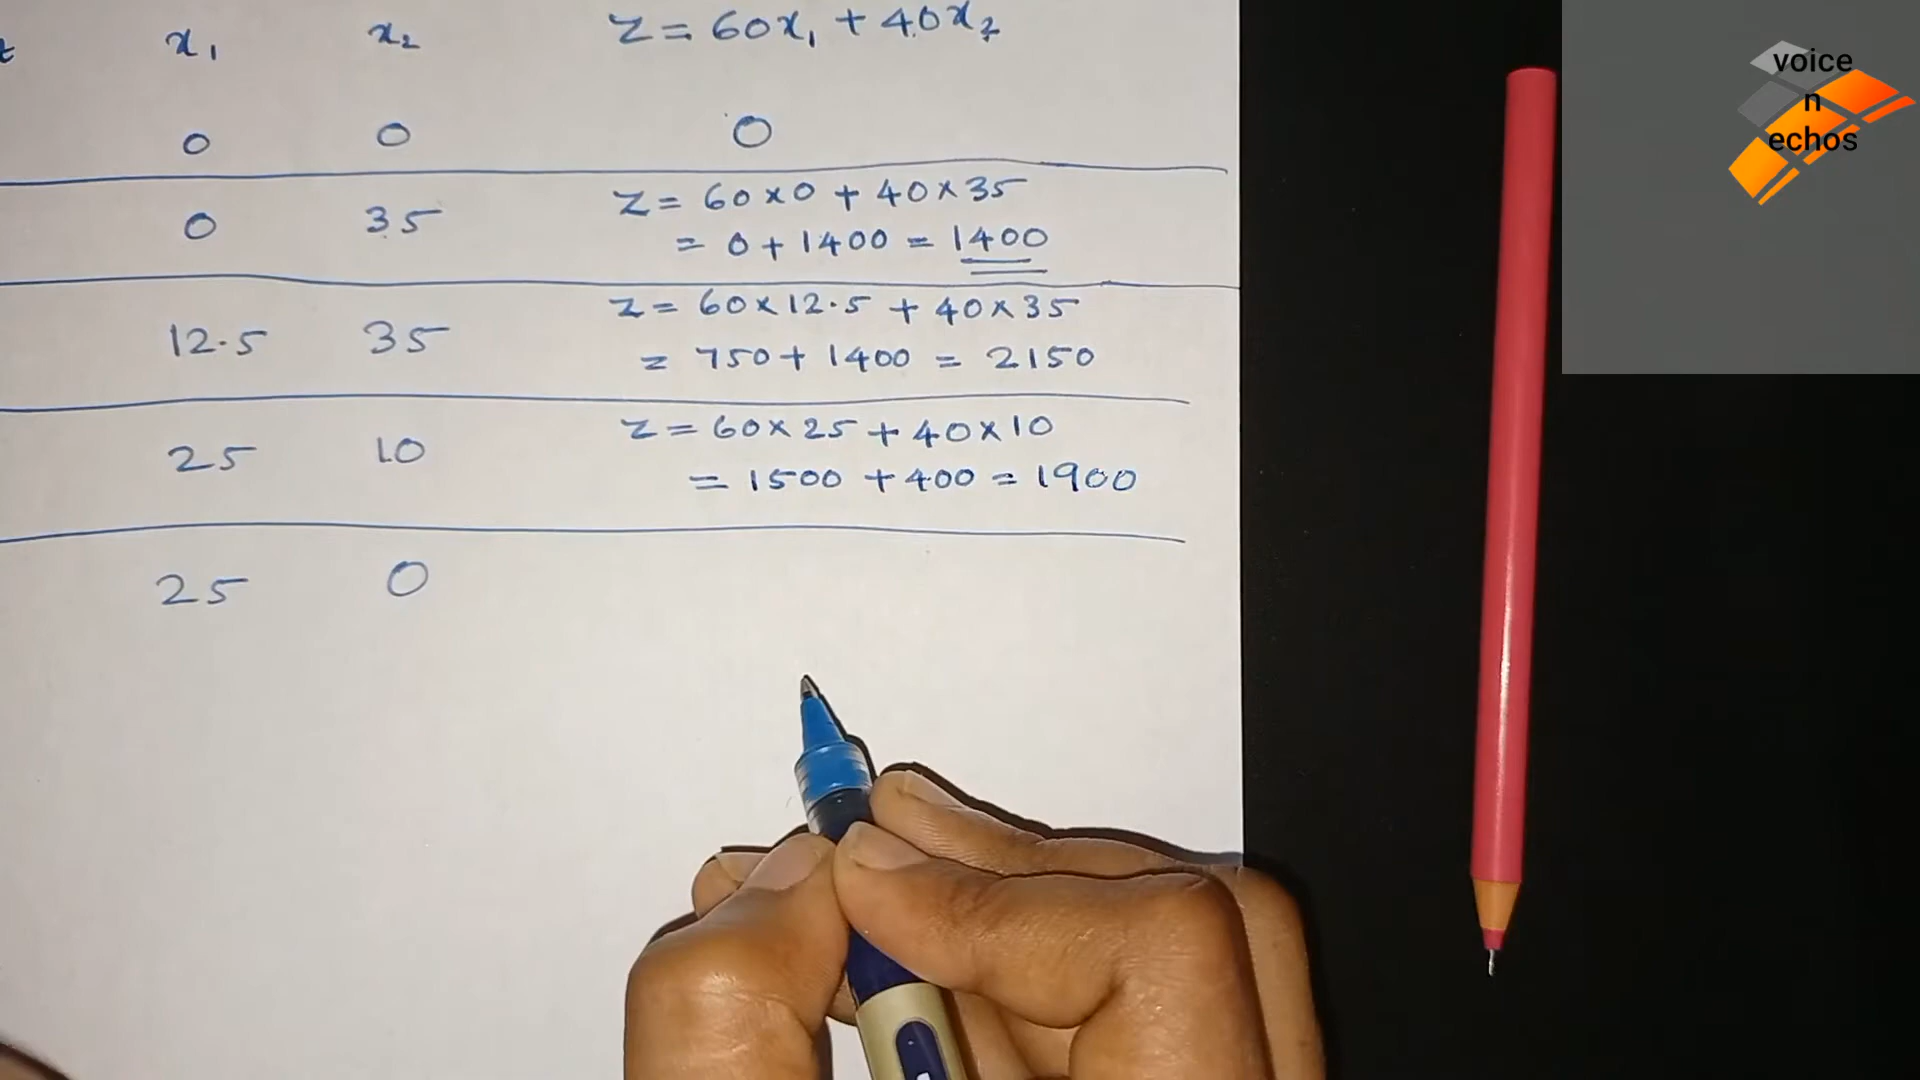 x₁ x₂ Z = 60x₁ + 40x₂
0 0 0
0 35 Z = 60×0 + 40×35
= 0 + 1400 = 1400
12.5 35 Z = 60×12.5 + 40×35
= 750 + 1400 = 2150
25 10 Z = 60×25 + 40×10
= 1500 + 400 = 1900
25 0
voice
n
echos